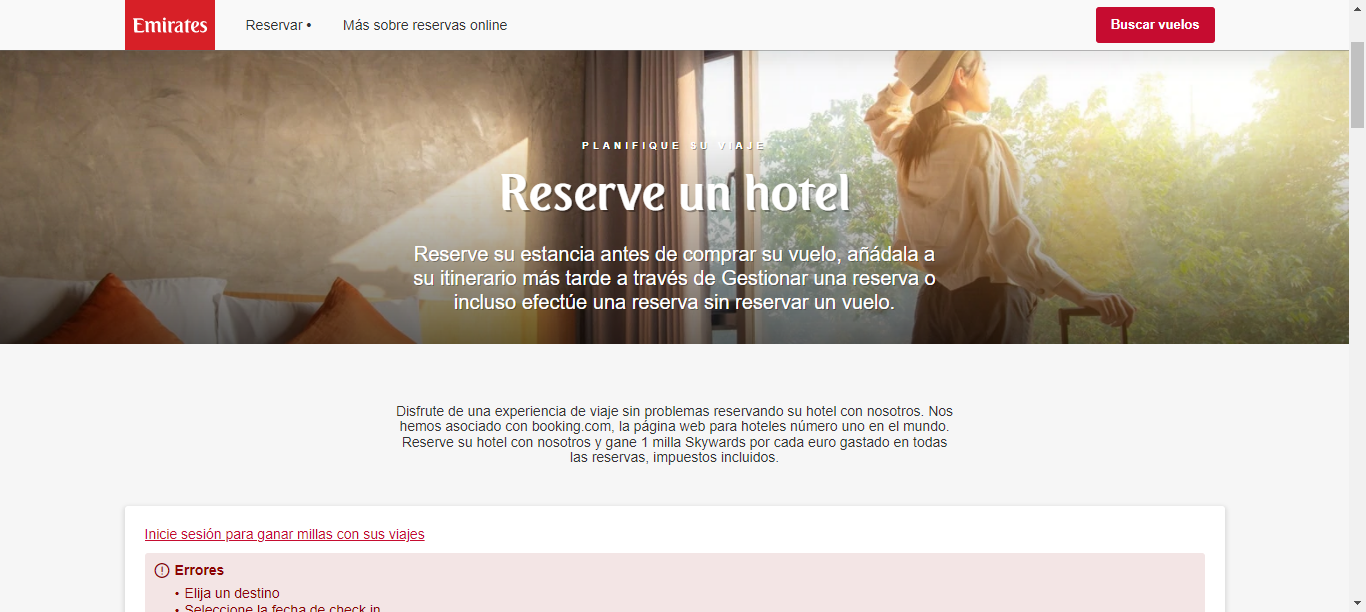 Emirates
Reservar •
Más sobre reservas online
Buscar vuelos
PLANIFIQUE SU VIAJE
Reserve un hotel
Reserve su estancia antes de comprar su vuelo, añádala a
su itinerario más tarde a través de Gestionar una reserva o
incluso efectúe una reserva sin reservar un vuelo.
Disfrute de una experiencia de viaje sin problemas reservando su hotel con nosotros. Nos
hemos asociado con booking.com, la página web para hoteles número uno en el mundo.
Reserve su hotel con nosotros y gane 1 milla Skywards por cada euro gastado en todas
las reservas, impuestos incluidos.
Inicie sesión para ganar millas con sus viajes
Errores
• Elija un destino
• Seleccione la fecha de check in